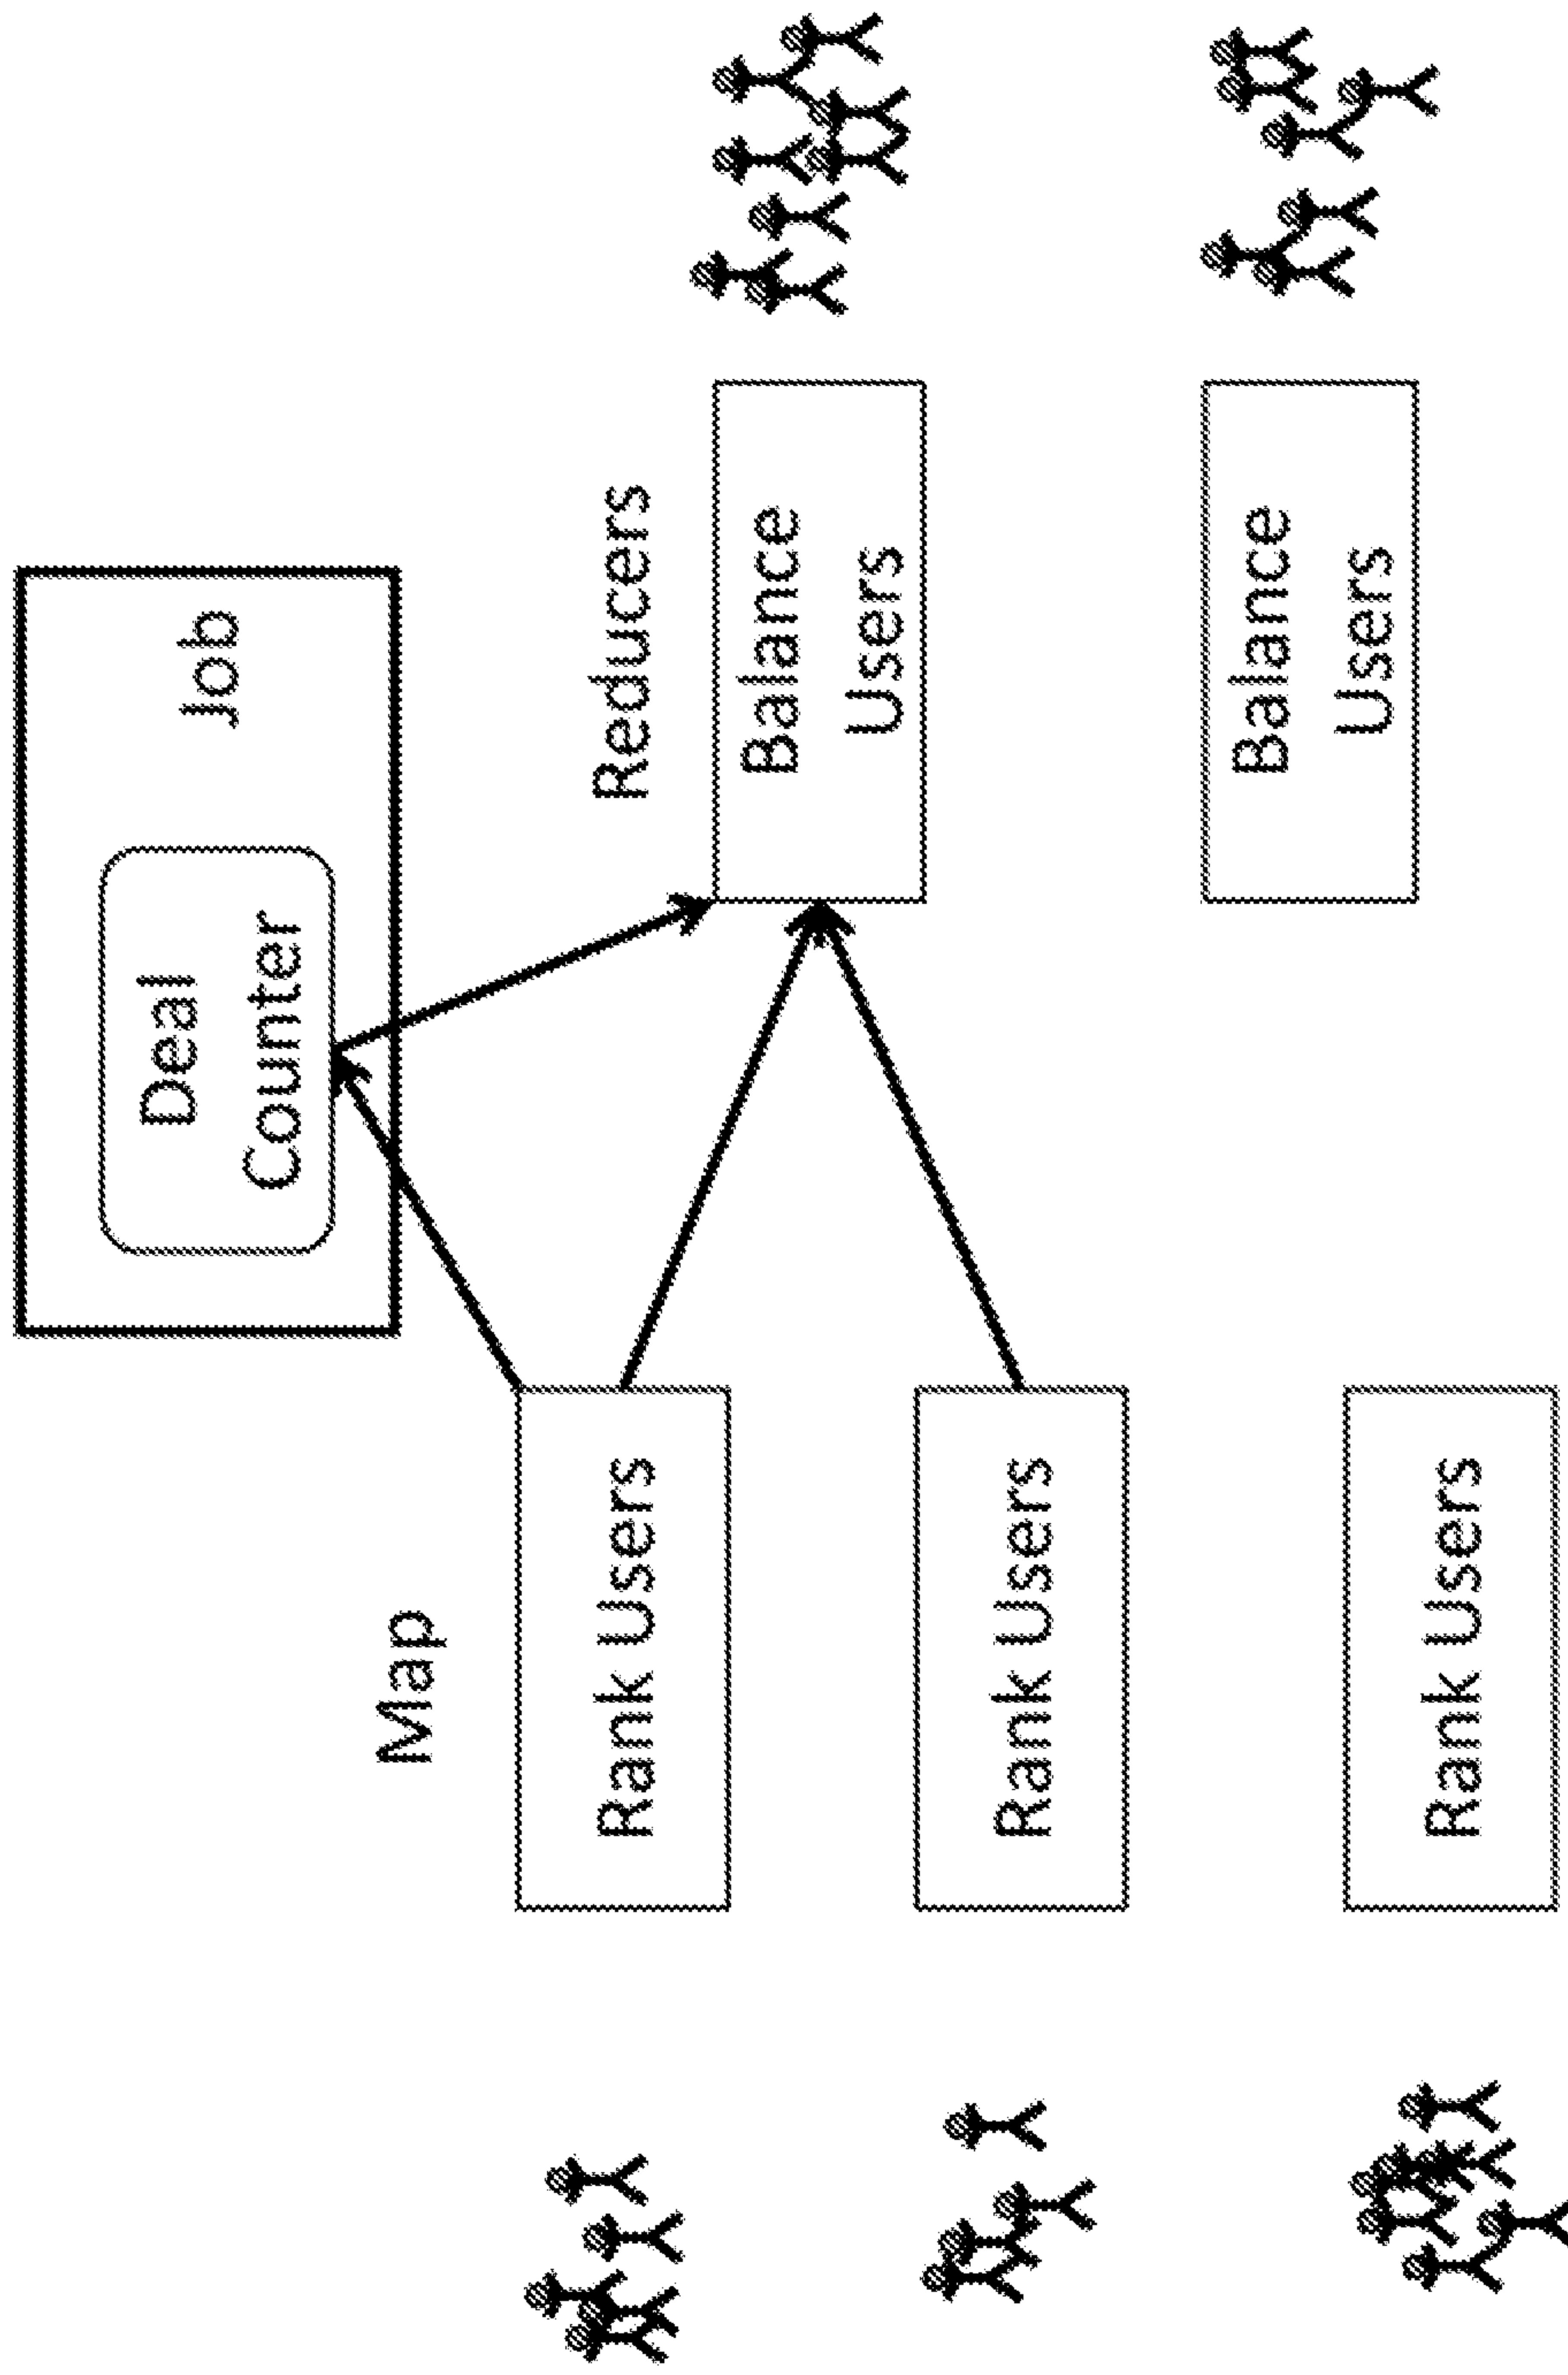 Deal
Counter
Job
Map
Reducers
Rank Users
Balance
Users
Rank Users
Balance
Users
Rank Users